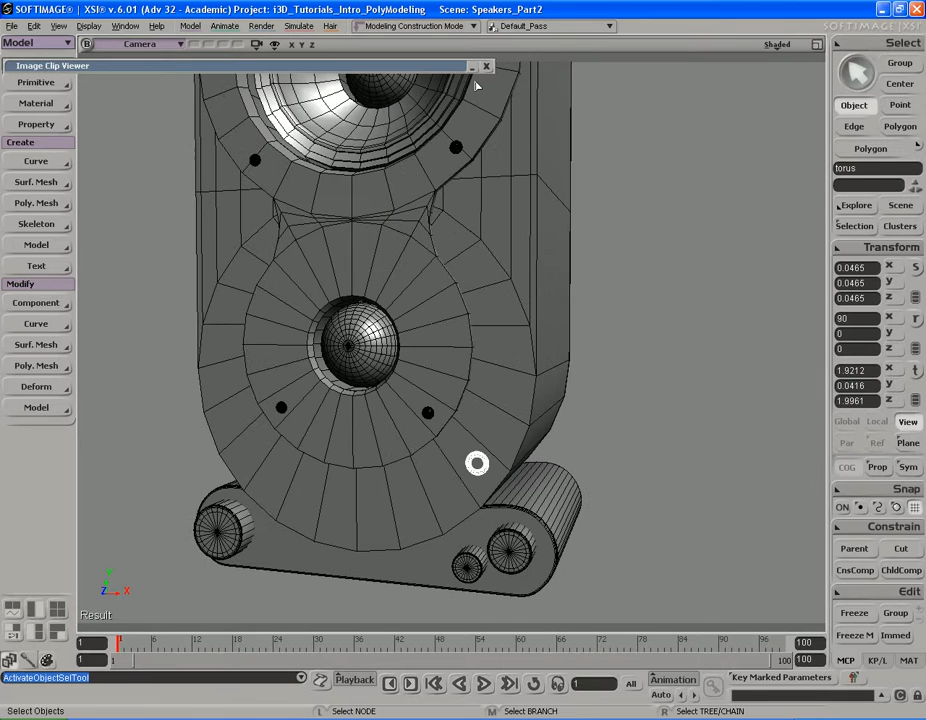 SOFTIMAGE® | XSI® v.6.01 (Adv 32 - Academic) Project: i3D_Tutorials_Intro_PolyModeling Scene: Speakers_Part2
File Edit View Display Window Help Model Animate Render Simulate Hair Modeling Construction Mode Default_Pass SOFTIMAGE®|XSI®
Model B Camera X Y Z Shaded Select
Image Clip Viewer
Group
Primitive
Center
Material
Object Point
Property
Edge Polygon
Create
Polygon
Curve
torus
Surf. Mesh
Poly. Mesh
Explore Scene
Skeleton
Selection Clusters
Model
Transform
Text
0.0465 x s
Modify
0.0465 y
0.0465 z
Component
90 x r
Curve
0 y
Surf. Mesh
0 z
Poly. Mesh
1.9212 x t
Deform
0.0416 y
1.9961 z
Model
Global Local View
Par Ref Plane
COG Prop Sym
Snap
ON
Constrain
Parent Cut
CnsComp ChldComp
Y
Z X
Edit
Result
Freeze Group
Freeze M Immed
1 1 6 12 18 24 30 36 42 48 54 60 66 72 78 84 90 96 100
1 1 100 100
MCP KP/L MAT
ActivateObjectSelTool Playback 1 All Animation Key Marked Parameters
Auto
Select Objects L Select NODE M Select BRANCH R Select TREE/CHAIN